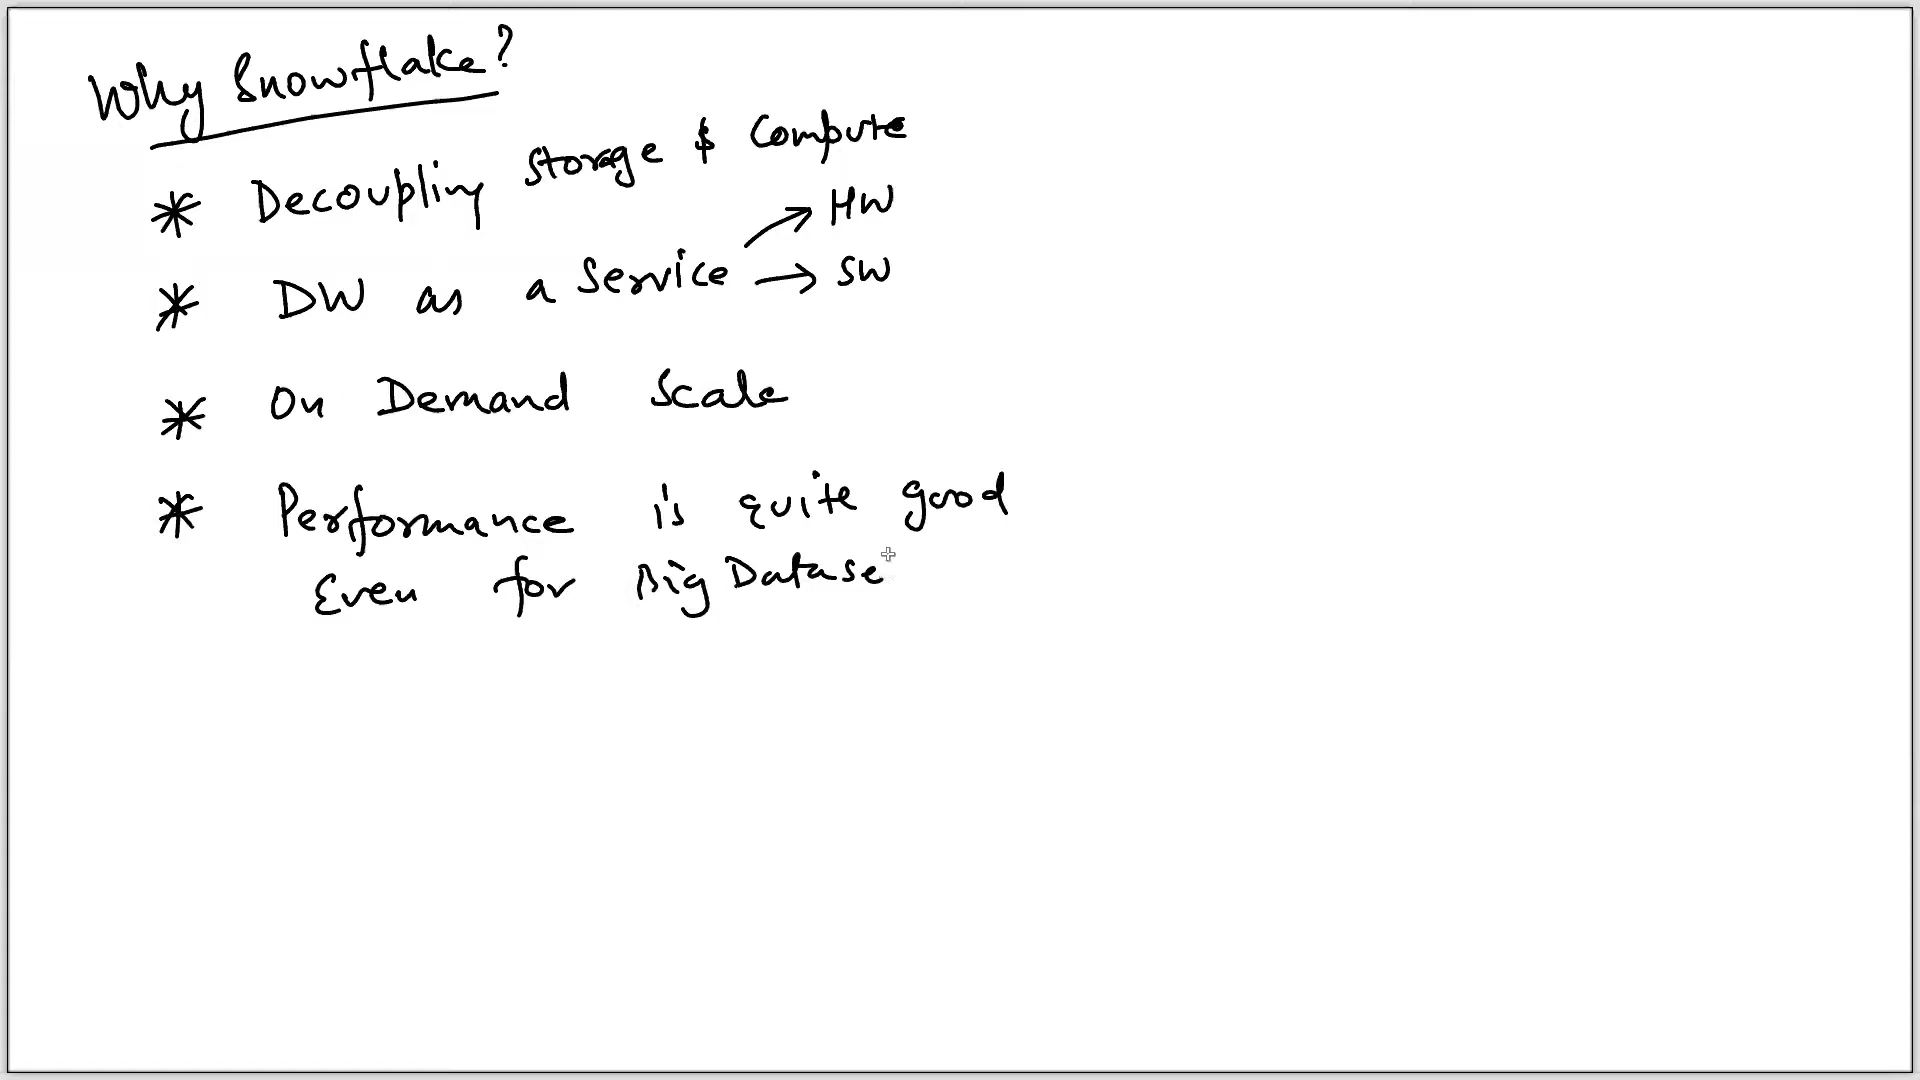 Why Snowflake?
* Decoupling Storage & Compute
* DW as a Service → HW
→ SW
* On Demand Scale
* Performance is quite good
Even for Big Datase